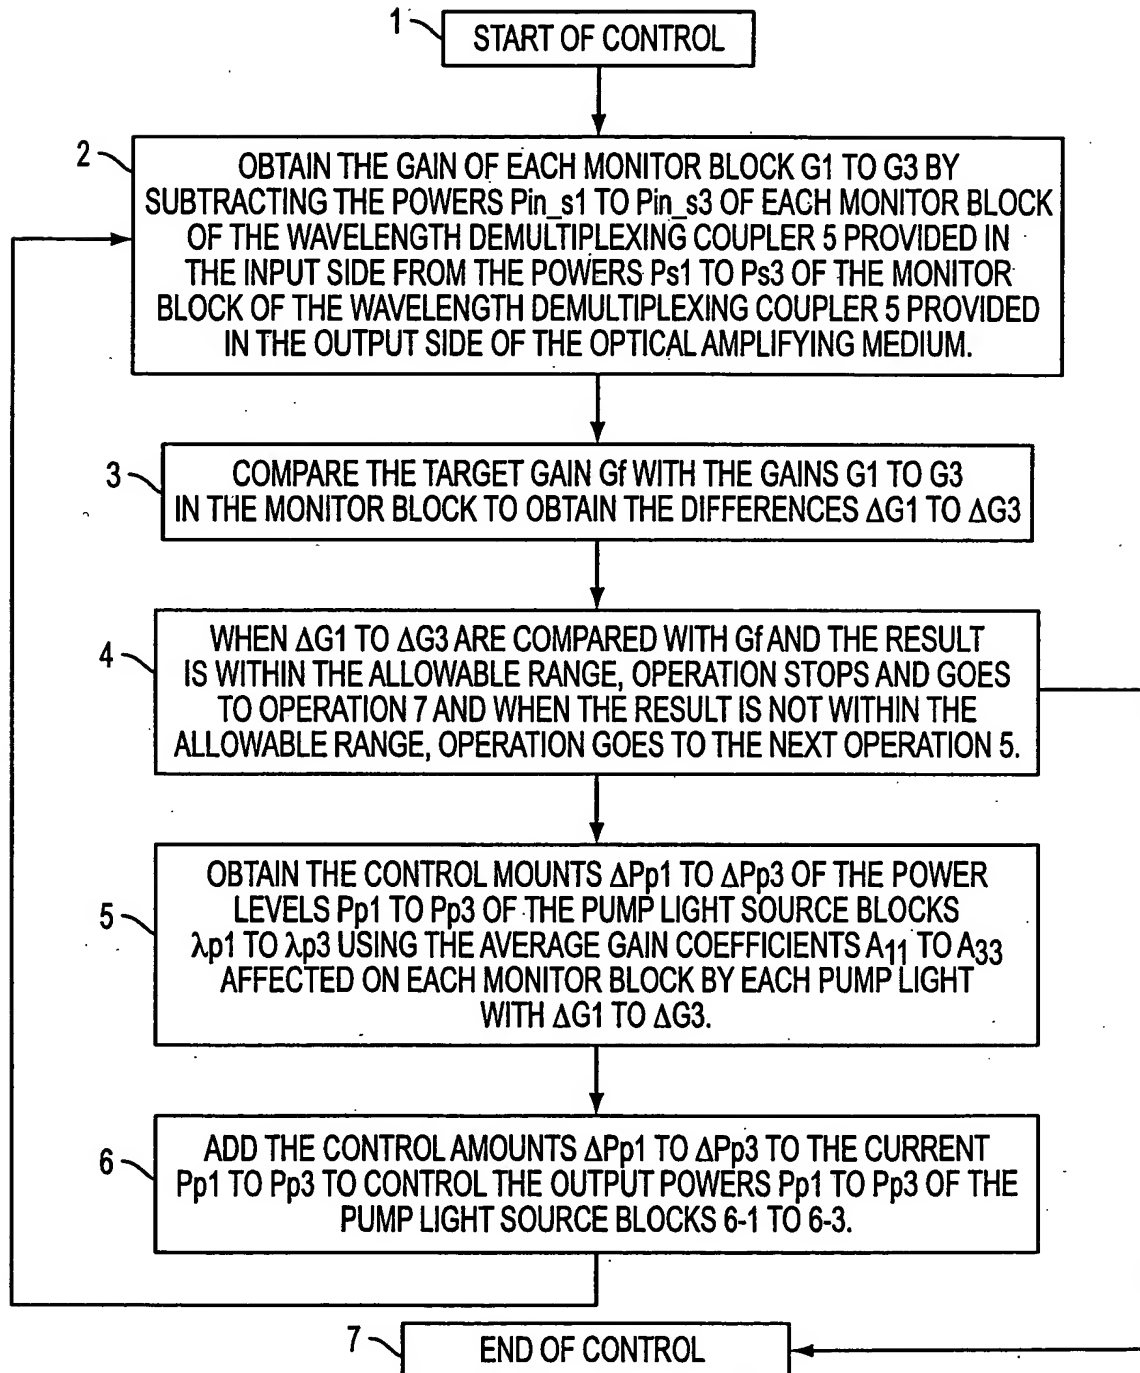 1
START OF CONTROL
2
OBTAIN THE GAIN OF EACH MONITOR BLOCK G1 TO G3 BY
SUBTRACTING THE POWERS Pin_s1 TO Pin_s3 OF EACH MONITOR BLOCK
OF THE WAVELENGTH DEMULTIPLEXING COUPLER 5 PROVIDED IN
THE INPUT SIDE FROM THE POWERS Ps1 TO Ps3 OF THE MONITOR
BLOCK OF THE WAVELENGTH DEMULTIPLEXING COUPLER 5 PROVIDED
IN THE OUTPUT SIDE OF THE OPTICAL AMPLIFYING MEDIUM.
3
COMPARE THE TARGET GAIN Gf WITH THE GAINS G1 TO G3
IN THE MONITOR BLOCK TO OBTAIN THE DIFFERENCES ΔG1 TO ΔG3
4
WHEN ΔG1 TO ΔG3 ARE COMPARED WITH Gf AND THE RESULT
IS WITHIN THE ALLOWABLE RANGE, OPERATION STOPS AND GOES
TO OPERATION 7 AND WHEN THE RESULT IS NOT WITHIN THE
ALLOWABLE RANGE, OPERATION GOES TO THE NEXT OPERATION 5.
5
OBTAIN THE CONTROL MOUNTS ΔPp1 TO ΔPp3 OF THE POWER
LEVELS Pp1 TO Pp3 OF THE PUMP LIGHT SOURCE BLOCKS
λp1 TO λp3 USING THE AVERAGE GAIN COEFFICIENTS A11 TO A33
AFFECTED ON EACH MONITOR BLOCK BY EACH PUMP LIGHT
WITH ΔG1 TO ΔG3.
6
ADD THE CONTROL AMOUNTS ΔPp1 TO ΔPp3 TO THE CURRENT
Pp1 TO Pp3 TO CONTROL THE OUTPUT POWERS Pp1 TO Pp3 OF THE
PUMP LIGHT SOURCE BLOCKS 6-1 TO 6-3.
7
END OF CONTROL